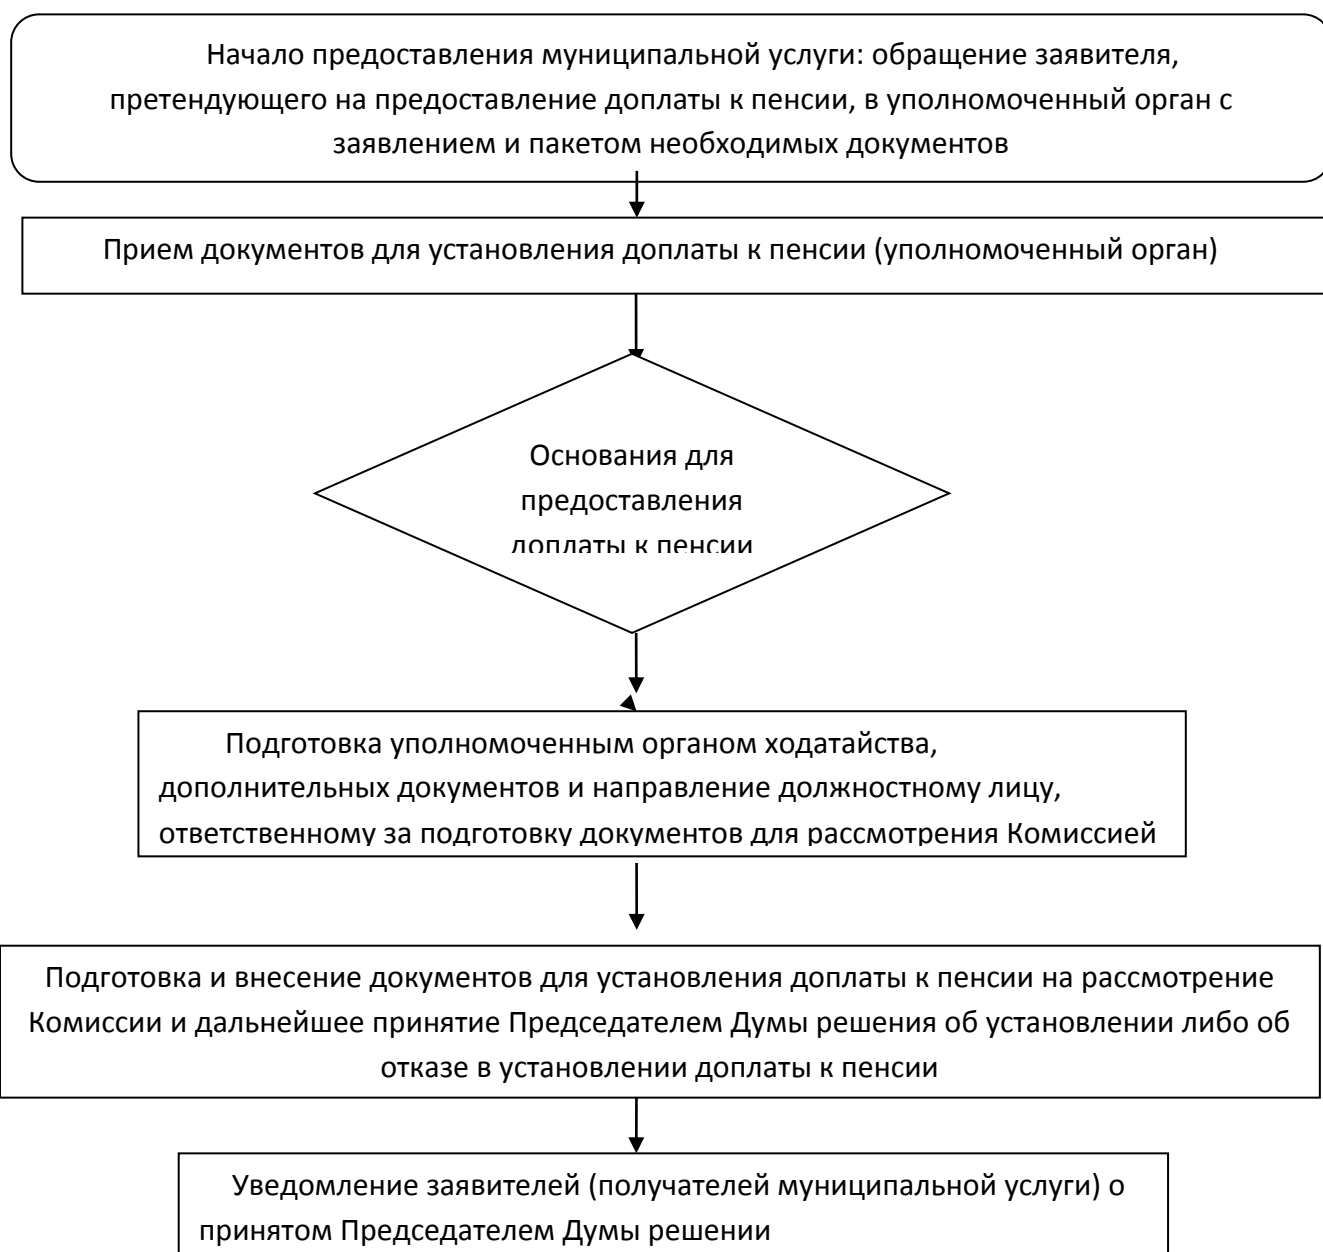 Начало предоставления муниципальной услуги: обращение заявителя,
претендующего на предоставление доплаты к пенсии, в уполномоченный орган с
заявлением и пакетом необходимых документов
Прием документов для установления доплаты к пенсии (уполномоченный орган)
Основания для
предоставления
доплаты к пенсии
Подготовка уполномоченным органом ходатайства,
дополнительных документов и направление должностному лицу,
ответственному за подготовку документов для рассмотрения Комиссией
Подготовка и внесение документов для установления доплаты к пенсии на рассмотрение
Комиссии и дальнейшее принятие Председателем Думы решения об установлении либо об
отказе в установлении доплаты к пенсии
Уведомление заявителей (получателей муниципальной услуги) о
принятом Председателем Думы решении